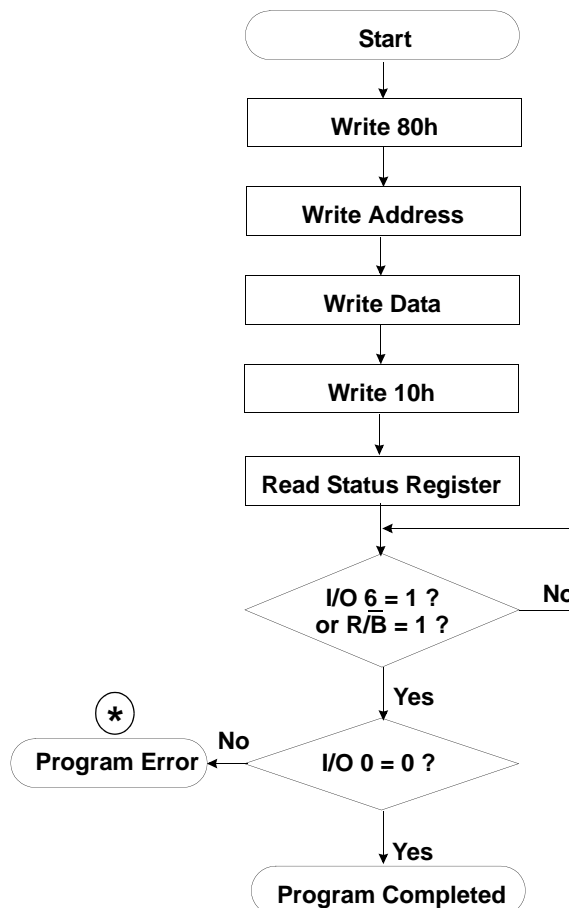 Start
Write 80h
Write Address
Write Data
Write 10h
Read Status Register
I/O 6 = 1 ?
or R/B̅ = 1 ?
No
Yes
*
No
Program Error
I/O 0 = 0 ?
Yes
Program Completed